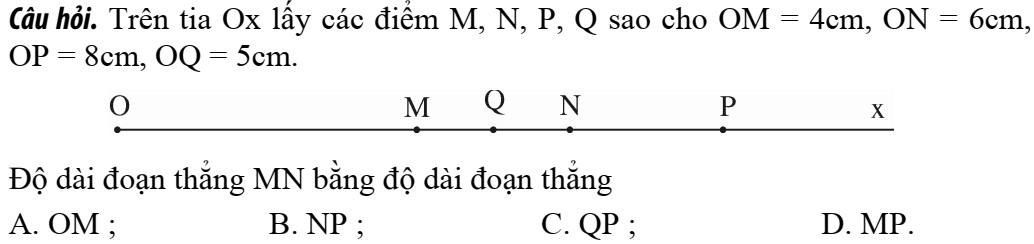 Câu hỏi. Trên tia Ox lấy các điểm M, N, P, Q sao cho OM = 4cm, ON = 6cm,
OP = 8cm, OQ = 5cm.
O M Q N P x
Độ dài đoạn thẳng MN bằng độ dài đoạn thẳng
A. OM ; B. NP ; C. QP ; D. MP.